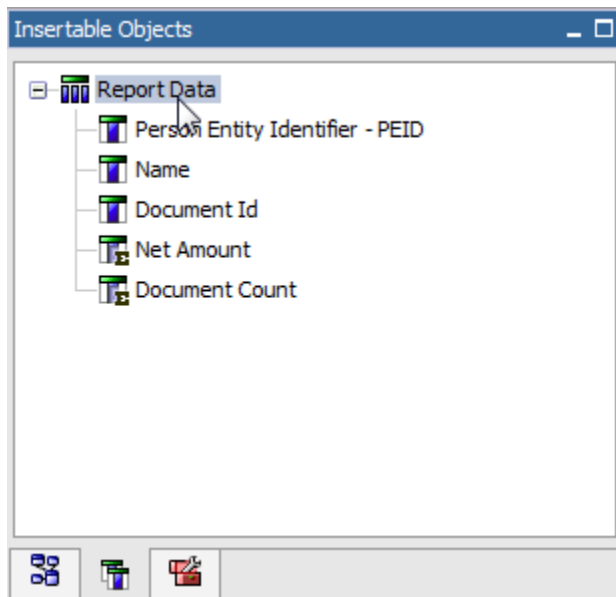 Insertable Objects
Report Data
Person Entity Identifier - PEID
Name
Document Id
Net Amount
Document Count